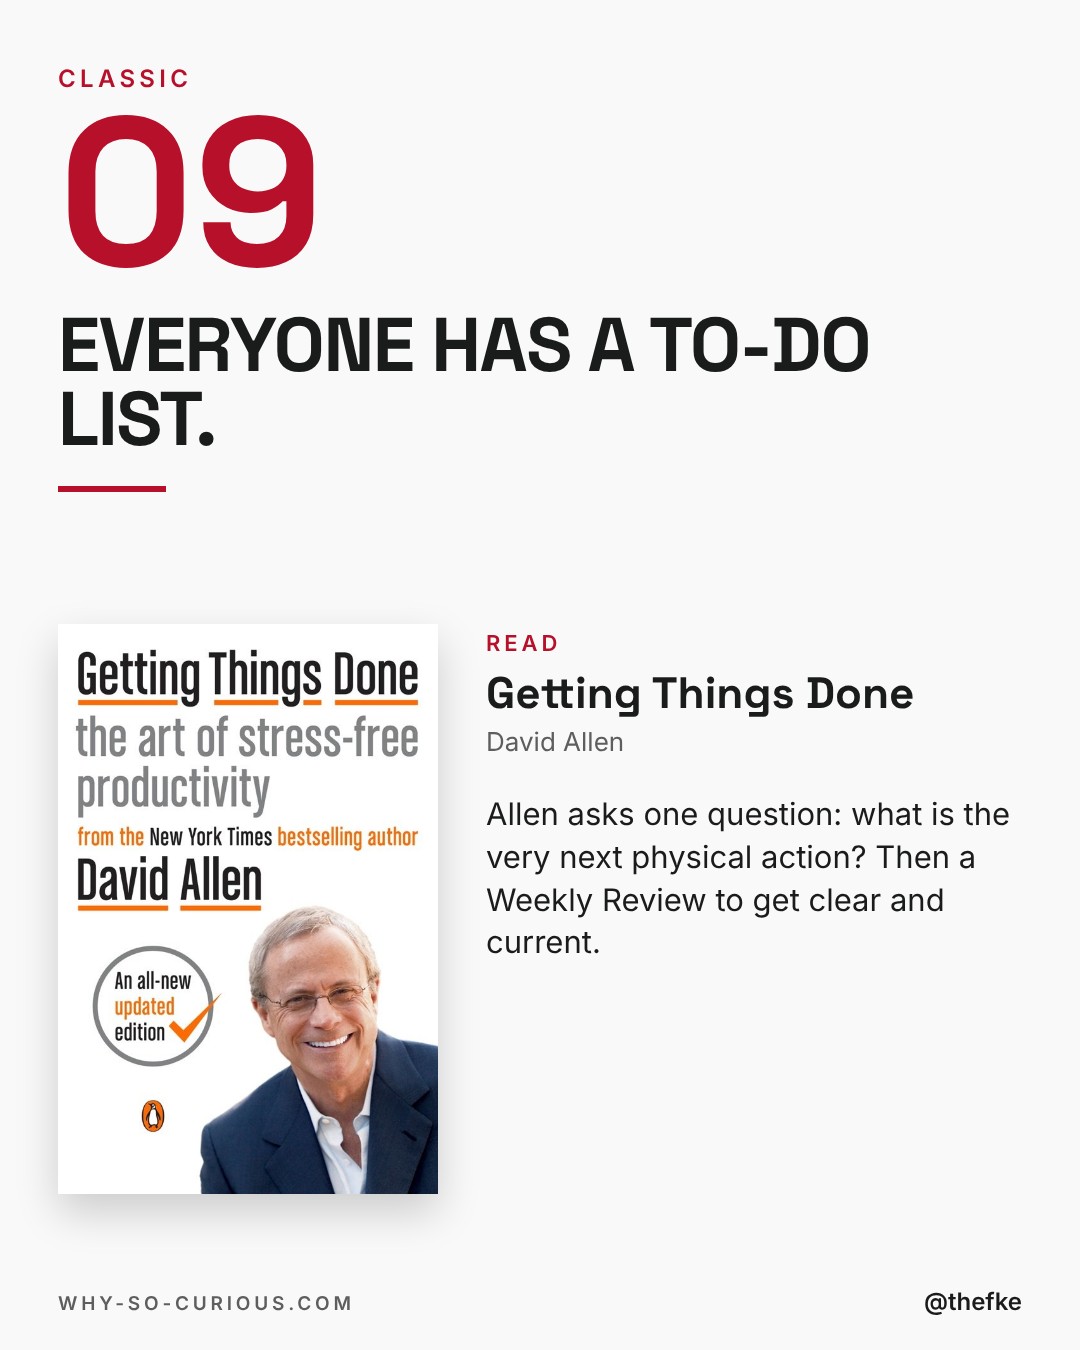 CLASSIC
09
EVERYONE HAS A TO-DO
LIST.
Getting Things Done
the art of stress-free
productivity
from the New York Times bestselling author
David Allen
An all-new
updated
edition
READ
Getting Things Done
David Allen
Allen asks one question: what is the
very next physical action? Then a
Weekly Review to get clear and
current.
WHY-SO-CURIOUS.COM
@thefke